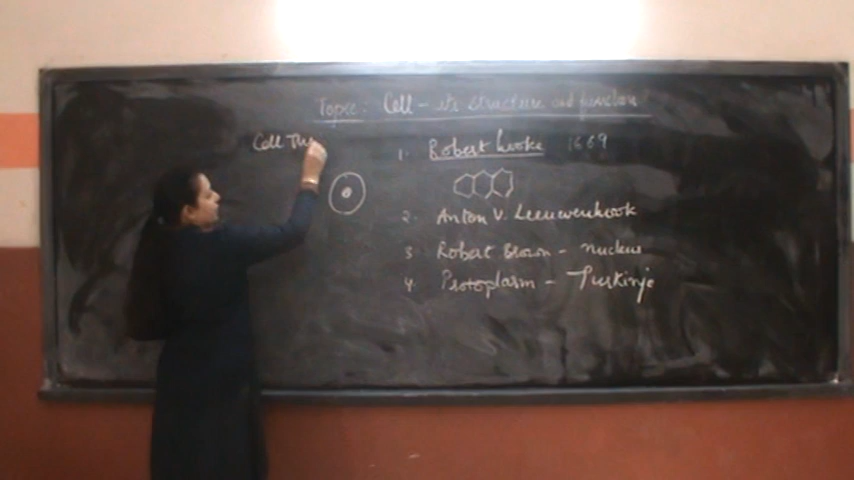 Topic: Cell - its structure and function
Cell Th
1. Robert Hooke 1669
2. Anton V. Leeuwenhook
3. Robert Brown - nucleus
4. Protoplasm - Purkinje